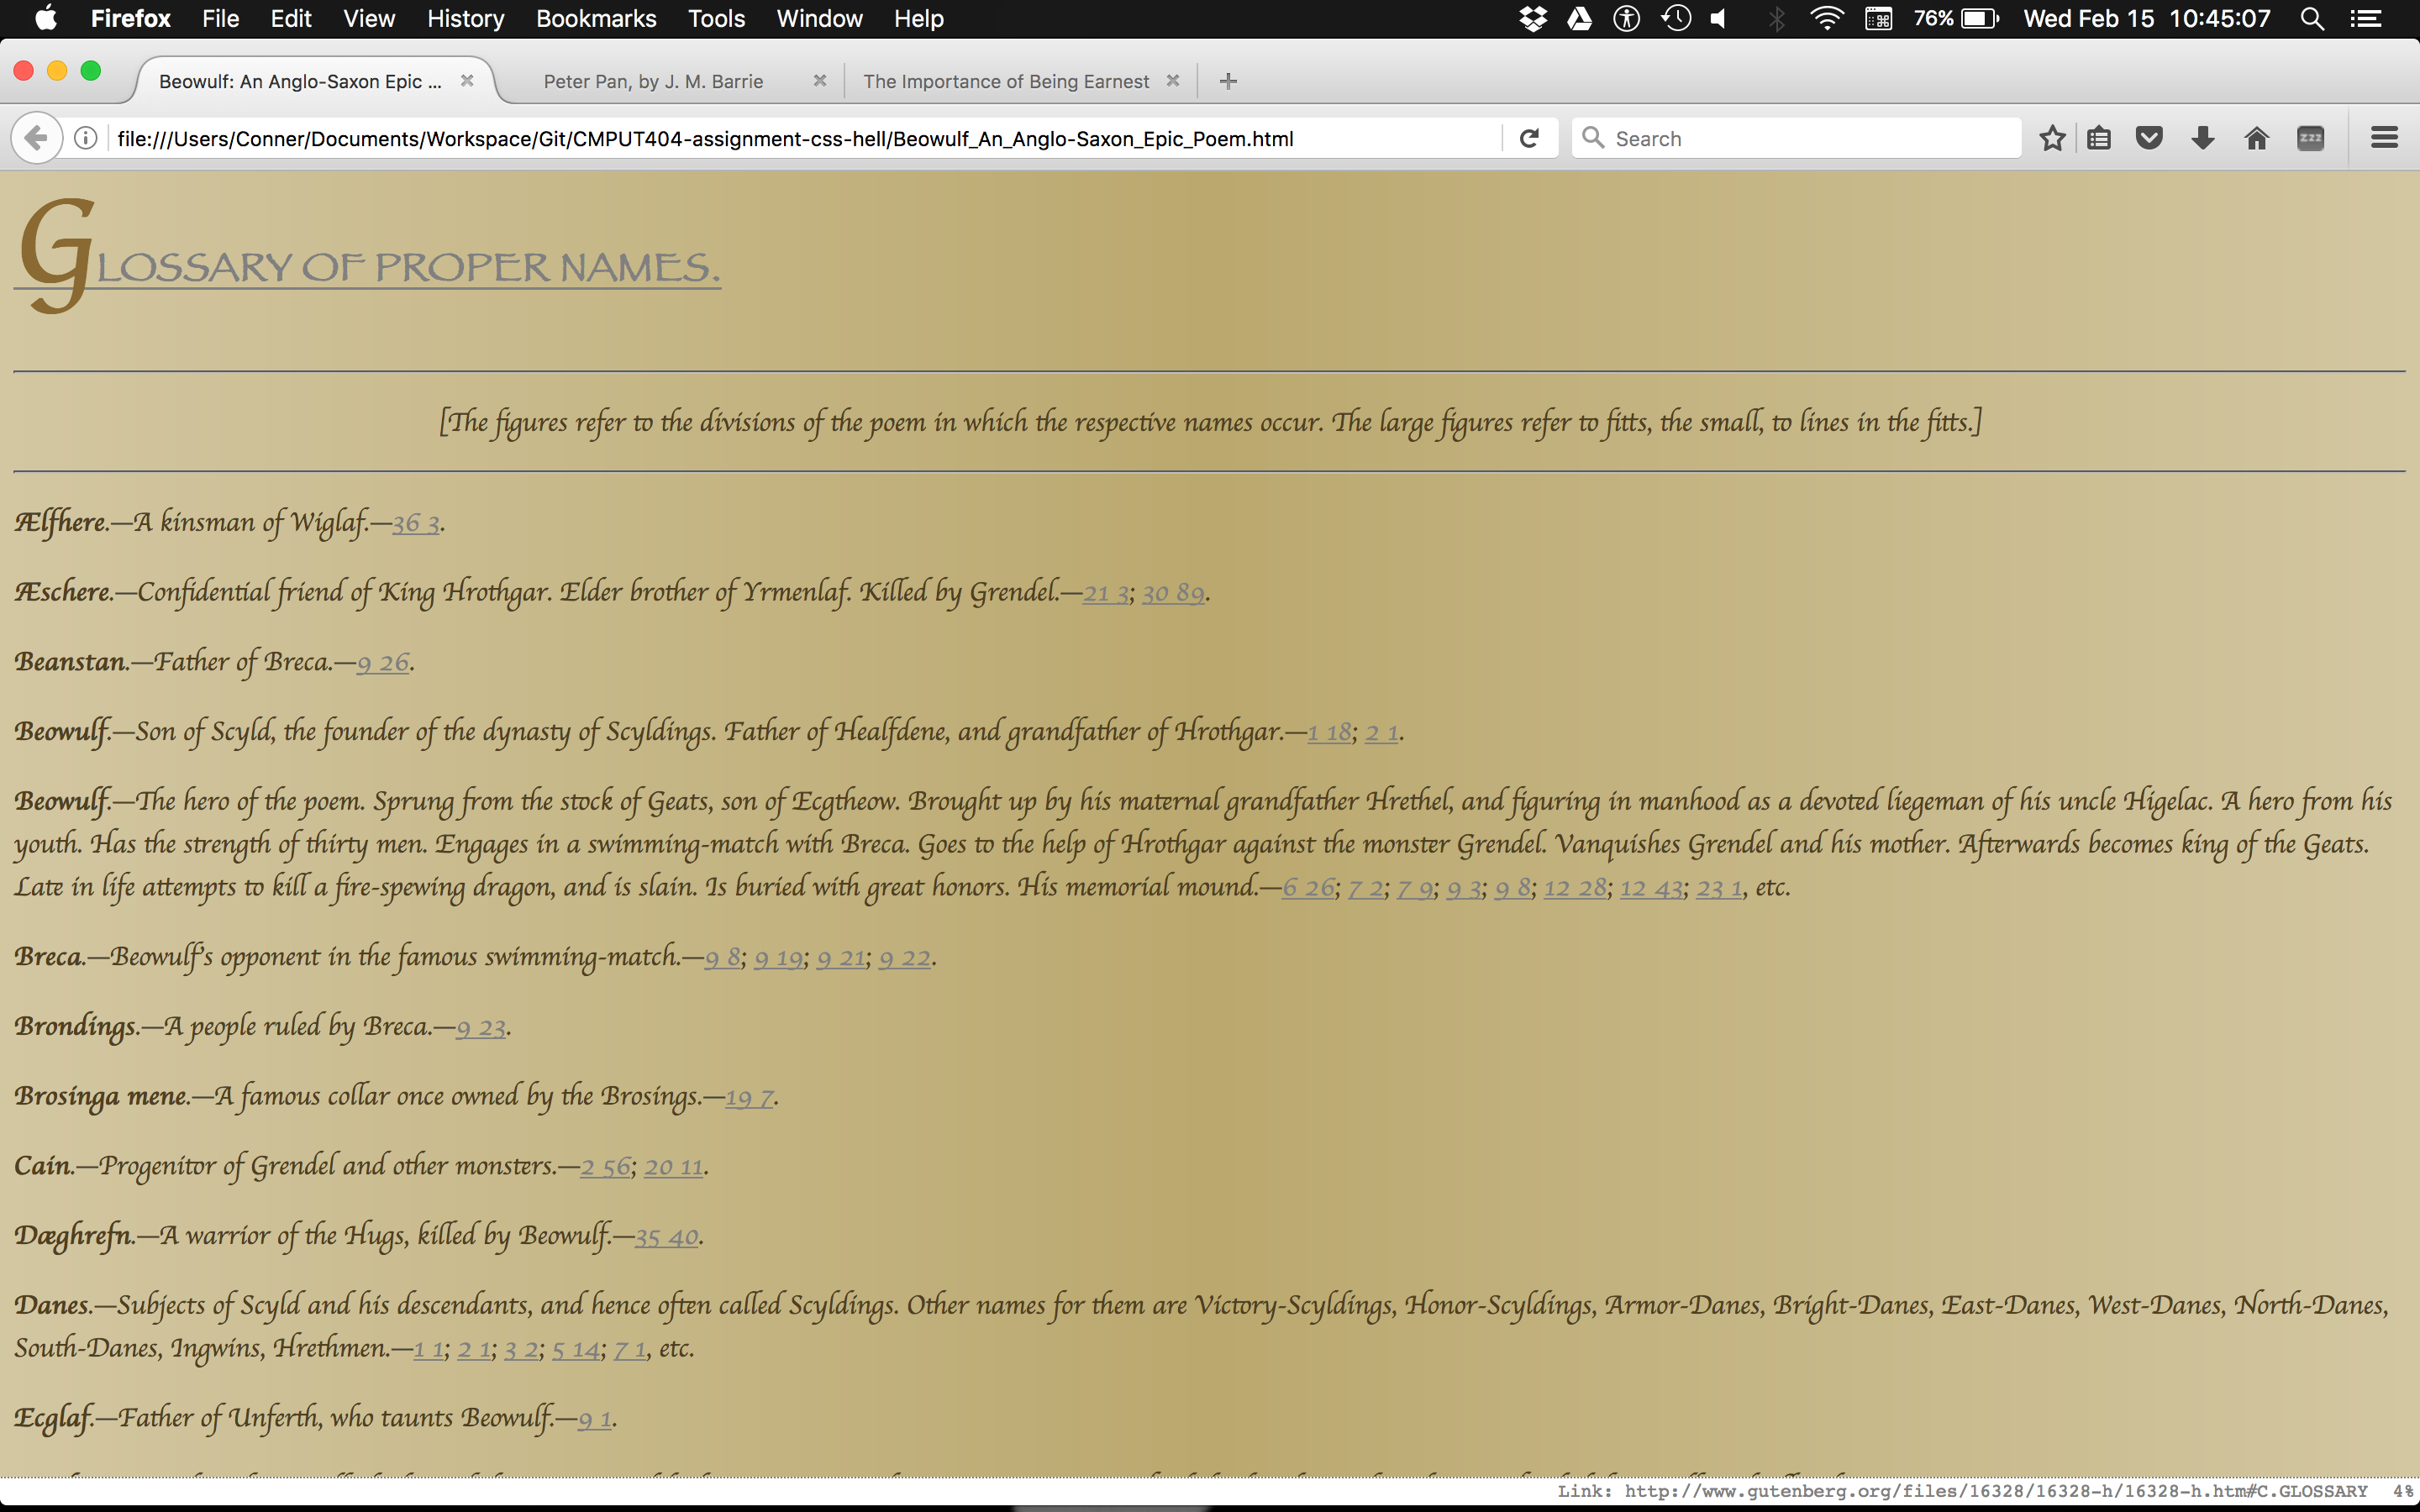 Firefox File Edit View History Bookmarks Tools Window Help 76% Wed Feb 15 10:45:07
Beowulf: An Anglo-Saxon Epic ... Peter Pan, by J. M. Barrie The Importance of Being Earnest
file:///Users/Conner/Documents/Workspace/Git/CMPUT404-assignment-css-hell/Beowulf_An_Anglo-Saxon_Epic_Poem.html Search
GLOSSARY OF PROPER NAMES.
[The figures refer to the divisions of the poem in which the respective names occur. The large figures refer to fitts, the small, to lines in the fitts.]
Ælfhere.—A kinsman of Wiglaf.—36 3.
Æschere.—Confidential friend of King Hrothgar. Elder brother of Yrmenlaf. Killed by Grendel.—21 3; 30 89.
Beanstan.—Father of Breca.—9 26.
Beowulf.—Son of Scyld, the founder of the dynasty of Scyldings. Father of Healfdene, and grandfather of Hrothgar.—1 18; 2 1.
Beowulf.—The hero of the poem. Sprung from the stock of Geats, son of Ecgtheow. Brought up by his maternal grandfather Hrethel, and figuring in manhood as a devoted liegeman of his uncle Higelac. A hero from his
youth. Has the strength of thirty men. Engages in a swimming-match with Breca. Goes to the help of Hrothgar against the monster Grendel. Vanquishes Grendel and his mother. Afterwards becomes king of the Geats.
Late in life attempts to kill a fire-spewing dragon, and is slain. Is buried with great honors. His memorial mound.—6 26; 7 2; 7 9; 9 3; 9 8; 12 28; 12 43; 23 1, etc.
Breca.—Beowulf's opponent in the famous swimming-match.—9 8; 9 19; 9 21; 9 22.
Brondings.—A people ruled by Breca.—9 23.
Brosinga mene.—A famous collar once owned by the Brosings.—19 7.
Cain.—Progenitor of Grendel and other monsters.—2 56; 20 11.
Dæghrefn.—A warrior of the Hugs, killed by Beowulf.—35 40.
Danes.—Subjects of Scyld and his descendants, and hence often called Scyldings. Other names for them are Victory-Scyldings, Honor-Scyldings, Armor-Danes, Bright-Danes, East-Danes, West-Danes, North-Danes,
South-Danes, Ingwins, Hrethmen.—1 1; 2 1; 3 2; 5 14; 7 1, etc.
Ecglaf.—Father of Unferth, who taunts Beowulf.—9 1.
Link: http://www.gutenberg.org/files/16328/16328-h/16328-h.htm#C.GLOSSARY 4%